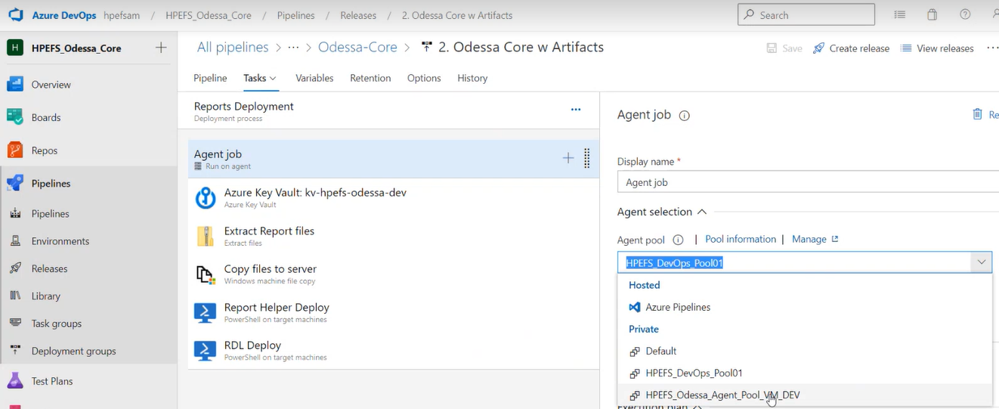 Azure DevOps hpefsam / HPEFS_Odessa_Core / Pipelines / Releases / 2. Odessa Core w Artifacts
Search
H HPEFS_Odessa_Core
All pipelines > ··· > Odessa-Core > 2. Odessa Core w Artifacts
Save Create release View releases ···
Overview
Boards
Repos
Pipelines
Pipelines
Environments
Releases
Library
Task groups
Deployment groups
Test Plans
Pipeline Tasks Variables Retention Options History
Reports Deployment
Deployment process
Agent job
Run on agent
Azure Key Vault: kv-hpefs-odessa-dev
Azure Key Vault
Extract Report files
Extract files
Copy files to server
Windows machine file copy
Report Helper Deploy
PowerShell on target machines
RDL Deploy
PowerShell on target machines
Agent job
Re
Display name *
Agent job
Agent selection
Agent pool | Pool information | Manage
HPEFS_DevOps_Pool01
Hosted
Azure Pipelines
Private
Default
HPEFS_DevOps_Pool01
HPEFS_Odessa_Agent_Pool_VM_DEV
Execution plan